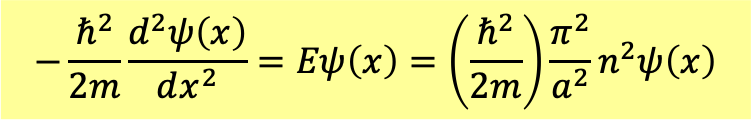 −ħ²/2m d²ψ(x)/dx² = Eψ(x) = (ħ²/2m) π²/a² n²ψ(x)